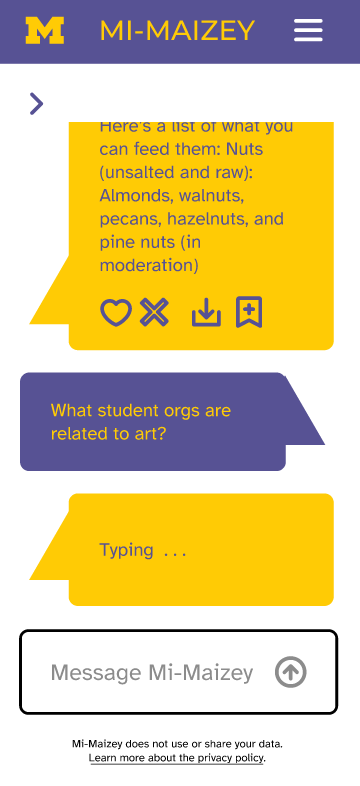 M MI-MAIZEY
Here's a list of what you
can feed them: Nuts
(unsalted and raw):
Almonds, walnuts,
pecans, hazelnuts, and
pine nuts (in
moderation)
What student orgs are
related to art?
Typing ...
Message Mi-Maizey
Mi-Maizey does not use or share your data.
Learn more about the privacy policy.